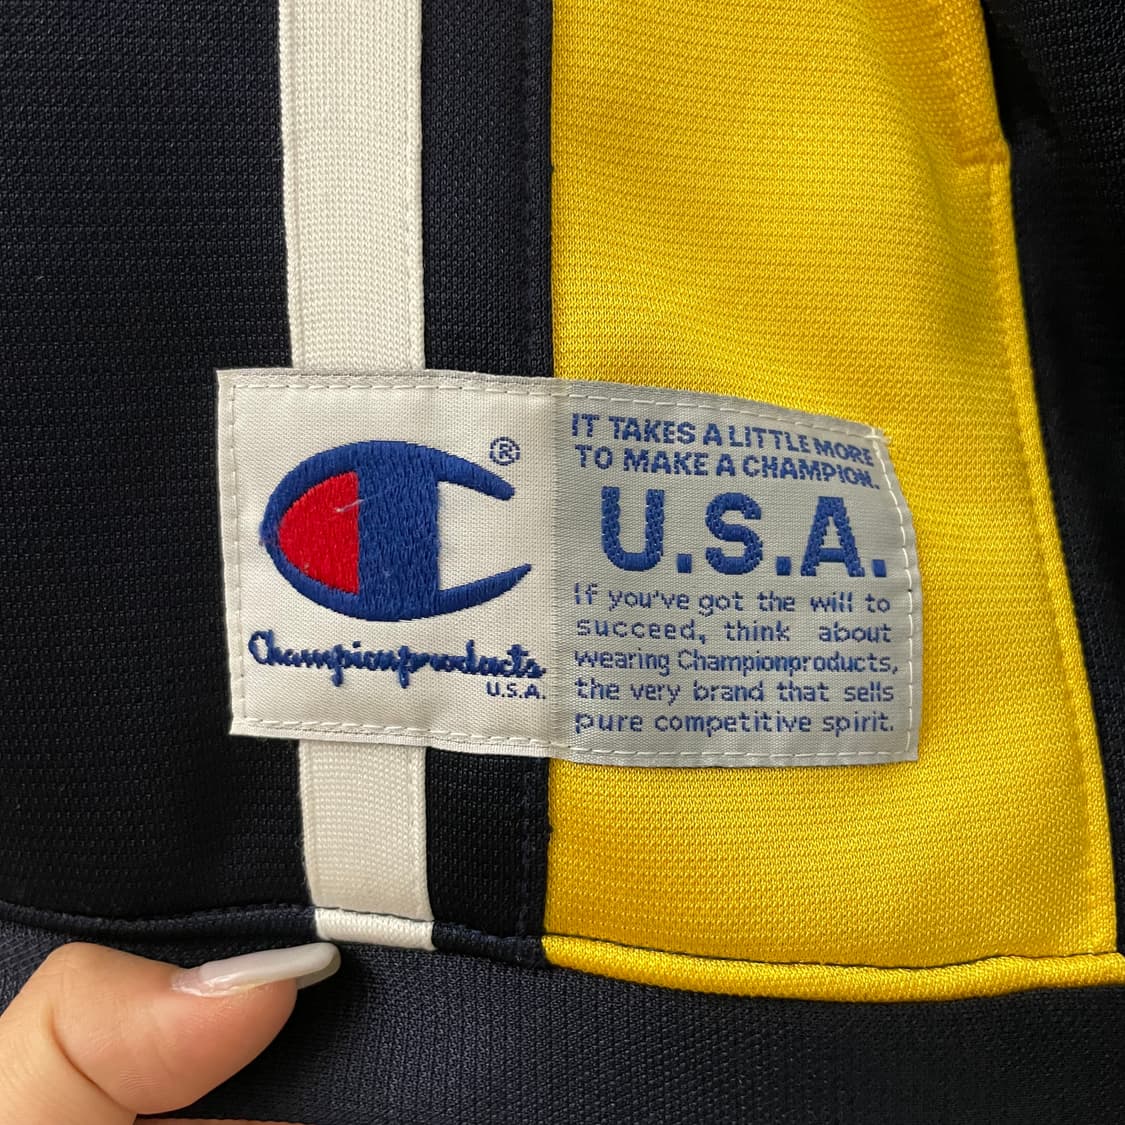 ®
Championproducts
U.S.A.
IT TAKES A LITTLE MORE
TO MAKE A CHAMPION.
U.S.A.
If you've got the will to
succeed, think about
wearing Championproducts,
the very brand that sells
pure competitive spirit.